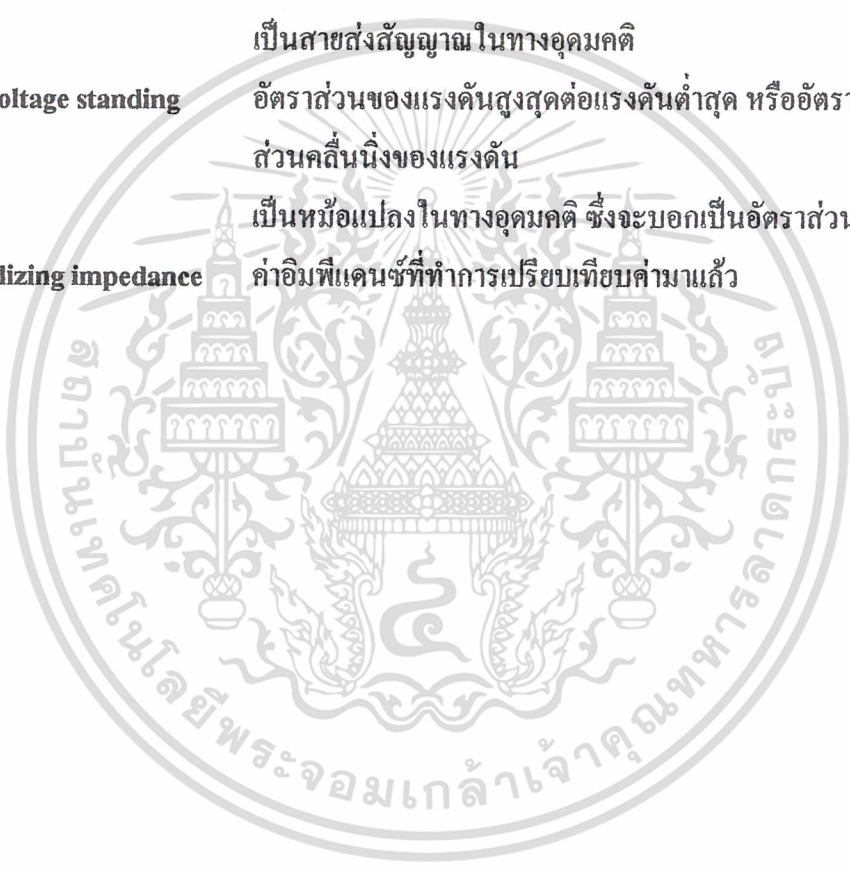 เป็นสายส่งสัญญาณในทางอุดมคติ
oltage standing อัตราส่วนของแรงดันสูงสุดต่อแรงดันต่ำสุด หรืออัตรา
ส่วนคลื่นนิ่งของแรงดัน
เป็นหม้อแปลงในทางอุดมคติ ซึ่งจะบอกเป็นอัตราส่วน
lizing impedance ค่าอิมพีแดนซ์ที่ทำการเปรียบเทียบค่ามาแล้ว
สถาบันเทคโนโลยีพระจอมเกล้าเจ้าคุณทหารลาดกระบัง